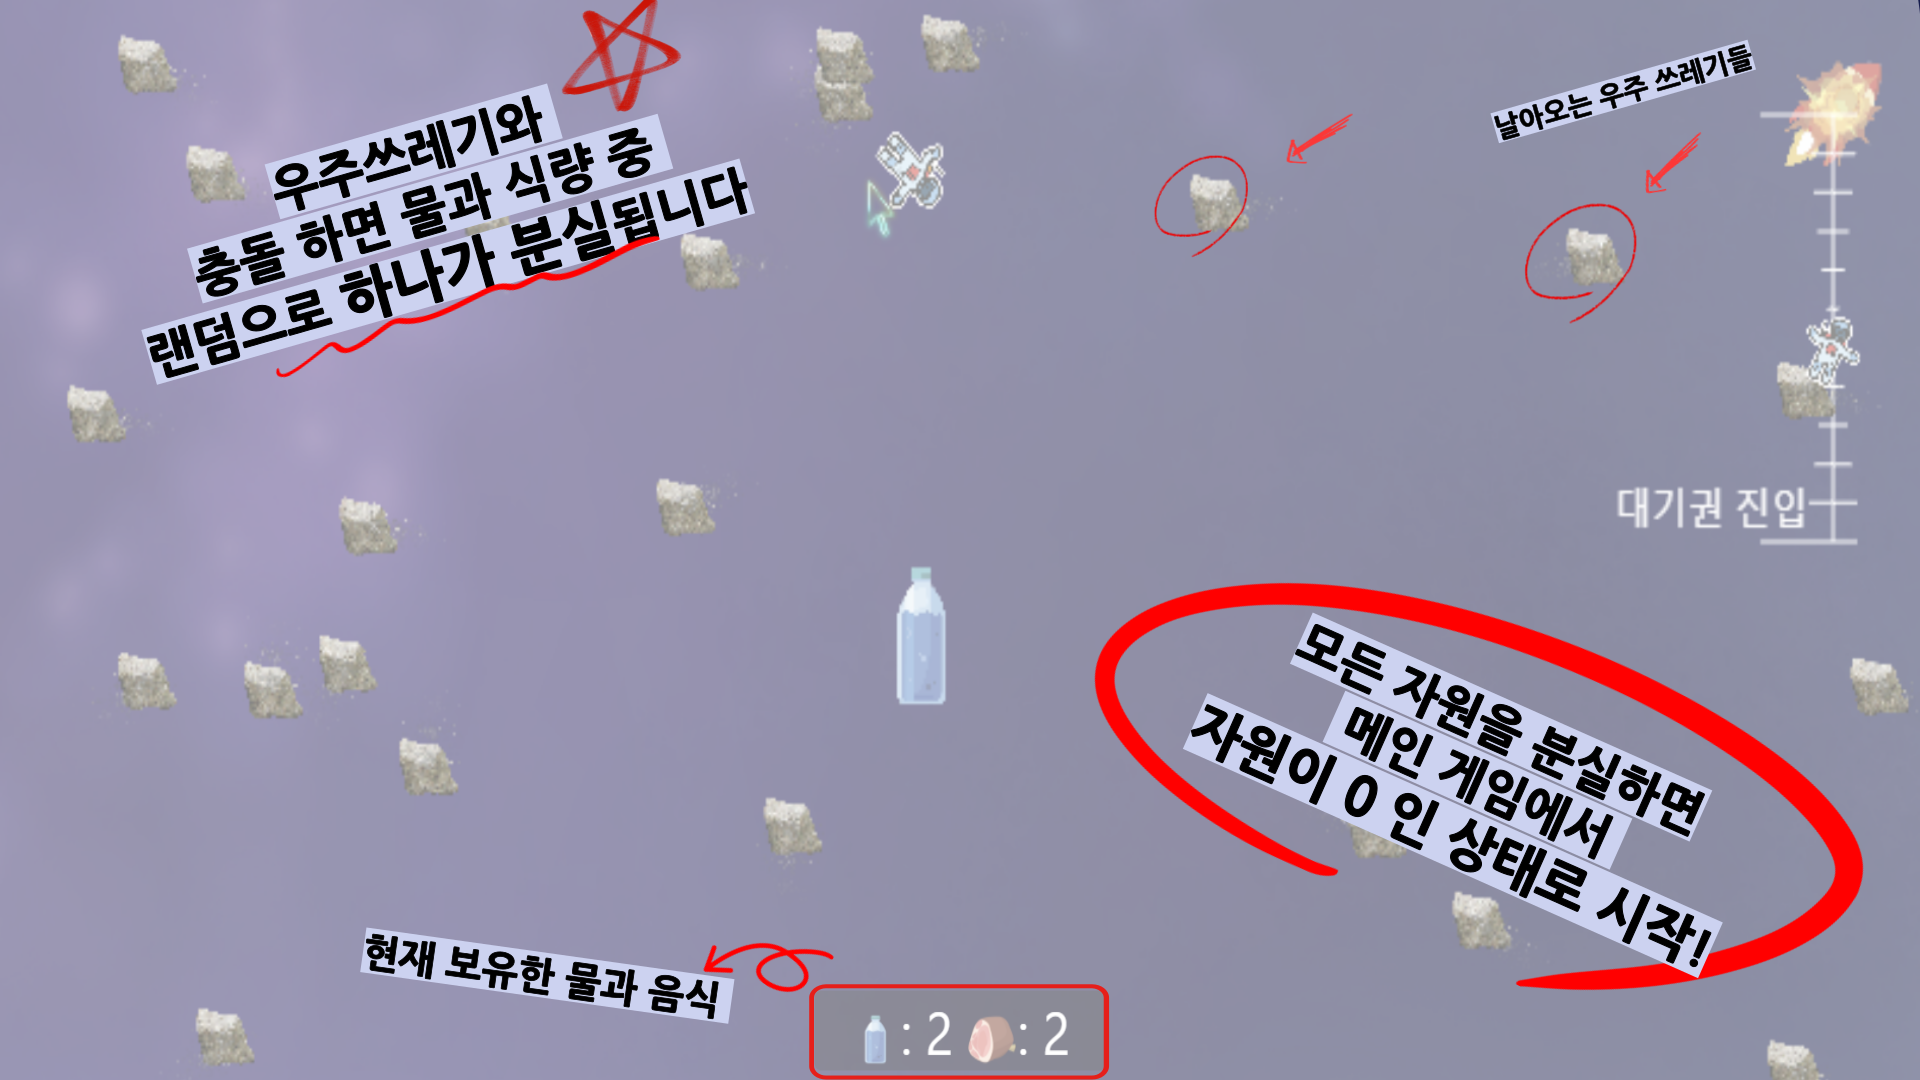 우주쓰레기와
충돌 하면 물과 식량 중
랜덤으로 하나가 분실됩니다
날아오는 우주 쓰레기들
대기권 진입
모든 자원을 분실하면
메인 게임에서
자원이 0 인 상태로 시작!
현재 보유한 물과 음식
: 2 : 2